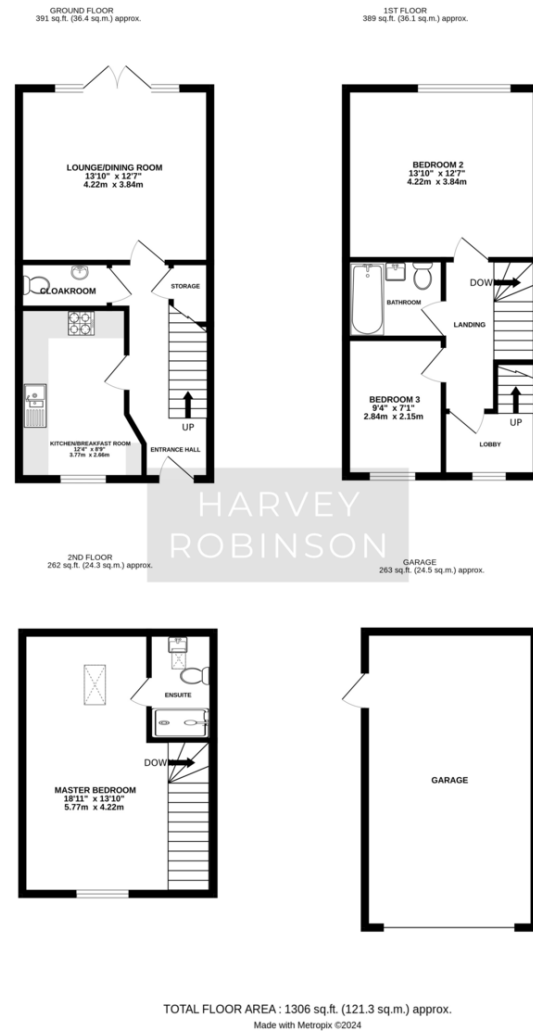 GROUND FLOOR
391 sq.ft. (36.4 sq.m.) approx.
1ST FLOOR
389 sq.ft. (36.1 sq.m.) approx.
LOUNGE/DINING ROOM
13'10" x 12'7"
4.22m x 3.84m
BEDROOM 2
13'10" x 12'7"
4.22m x 3.84m
CLOAKROOM
STORAGE
BATHROOM
DOW
LANDING
UP
KITCHEN/BREAKFAST ROOM
12'4" x 8'9"
3.77m x 2.66m
ENTRANCE HALL
BEDROOM 3
9'4" x 7'1"
2.84m x 2.15m
UP
LOBBY
HARVEY
ROBINSON
2ND FLOOR
262 sq.ft. (24.3 sq.m.) approx.
GARAGE
263 sq.ft. (24.5 sq.m.) approx.
ENSUITE
DOW
MASTER BEDROOM
18'11" x 13'10"
5.77m x 4.22m
GARAGE
TOTAL FLOOR AREA : 1306 sq.ft. (121.3 sq.m.) approx.
Made with Metropix ©2024